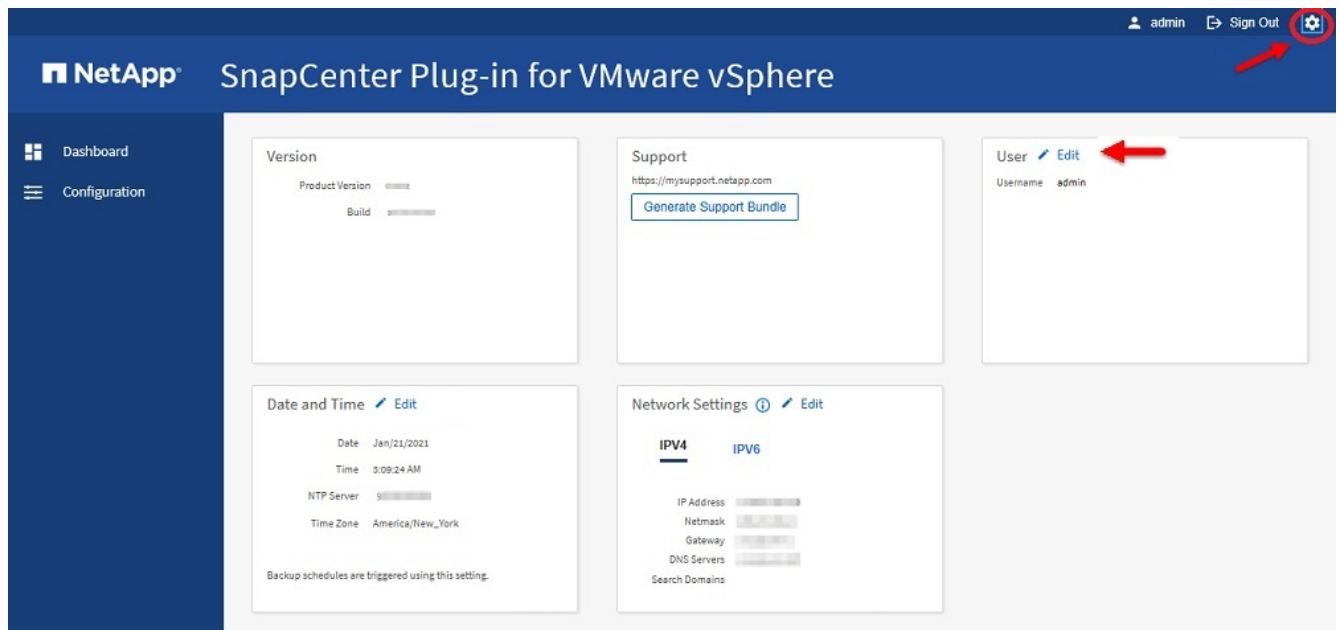 admin Sign Out
NetApp SnapCenter Plug-in for VMware vSphere
Dashboard
Configuration
Version
Product Version
Build
Support
https://mysupport.netapp.com
Generate Support Bundle
User Edit
Username admin
Date and Time Edit
Date Jan/21/2021
Time 3:09:24 AM
NTP Server
Time Zone America/New_York
Backup schedules are triggered using this setting.
Network Settings Edit
IPV4 IPV6
IP Address
Netmask
Gateway
DNS Servers
Search Domains